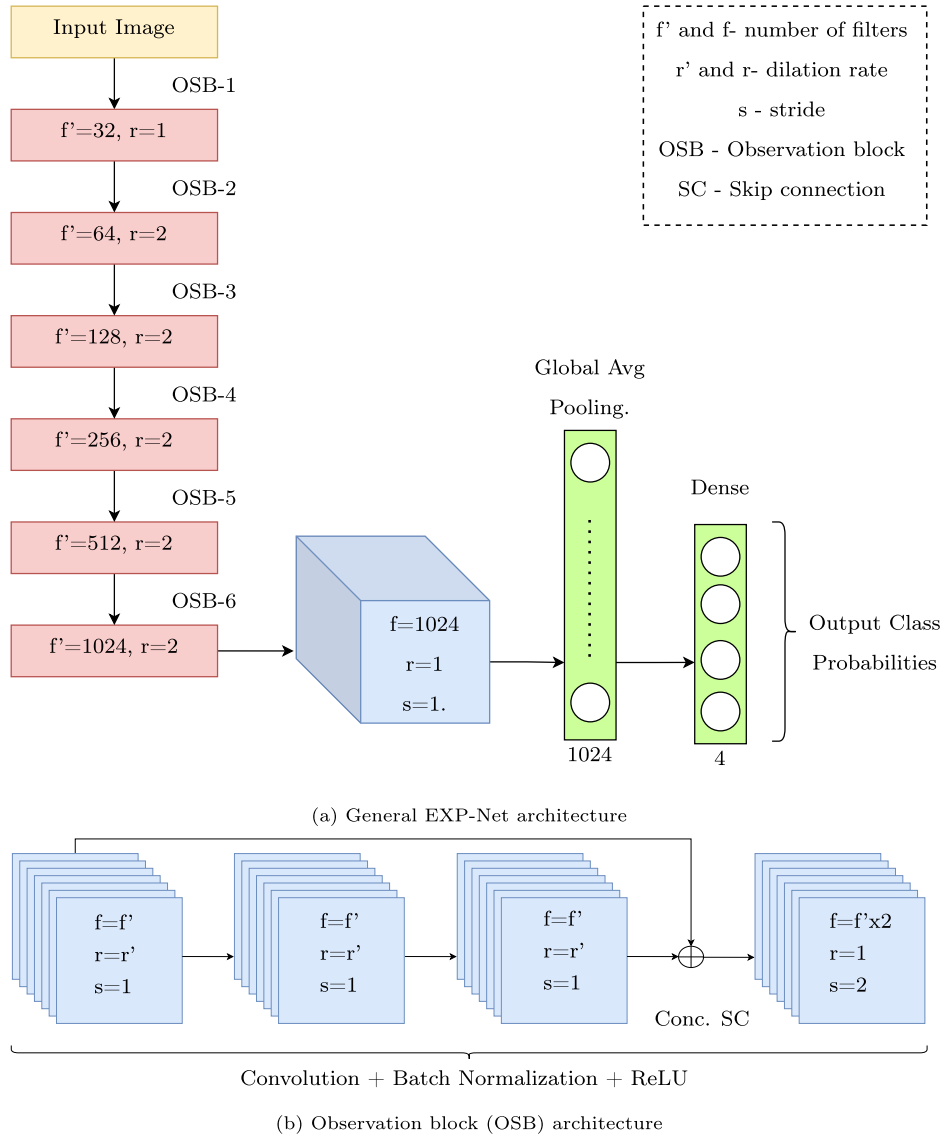 Input Image
OSB-1
f'=32, r=1
OSB-2
f'=64, r=2
OSB-3
f'=128, r=2
OSB-4
f'=256, r=2
OSB-5
f'=512, r=2
OSB-6
f'=1024, r=2
f' and f- number of filters
r' and r- dilation rate
s - stride
OSB - Observation block
SC - Skip connection
f=1024
r=1
s=1.
Global Avg
Pooling.
1024
Dense
4
Output Class
Probabilities
(a) General EXP-Net architecture
f=f'
r=r'
s=1
f=f'
r=r'
s=1
f=f'
r=r'
s=1
Conc. SC
f=f'x2
r=1
s=2
Convolution + Batch Normalization + ReLU
(b) Observation block (OSB) architecture